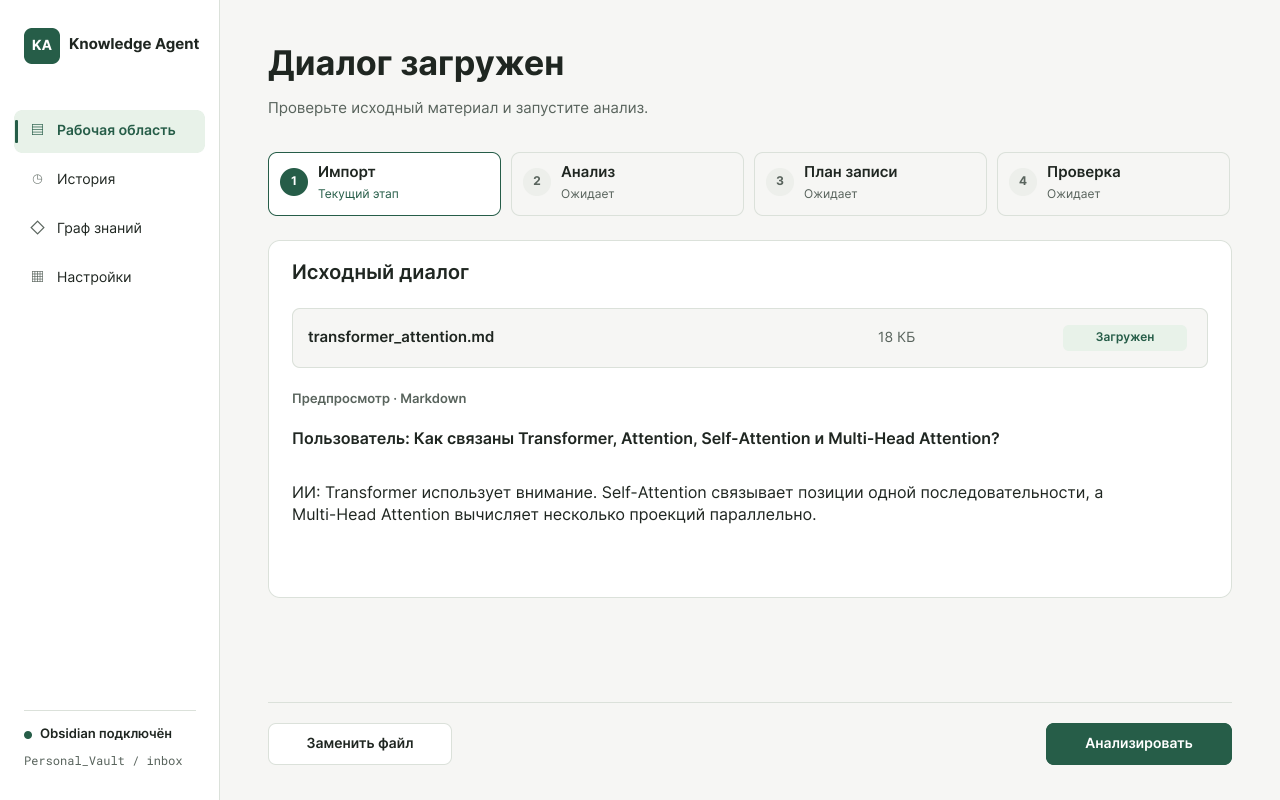 KA
Knowledge Agent
Рабочая область
История
Граф знаний
Настройки
Obsidian подключён
Personal_Vault / inbox
Диалог загружен
Проверьте исходный материал и запустите анализ.
1
Импорт
Текущий этап
2
Анализ
Ожидает
3
План записи
Ожидает
4
Проверка
Ожидает
Исходный диалог
transformer_attention.md
18 КБ
Загружен
Предпросмотр · Markdown
Пользователь: Как связаны Transformer, Attention, Self-Attention и Multi-Head Attention?
ИИ: Transformer использует внимание. Self-Attention связывает позиции одной последовательности, а
Multi-Head Attention вычисляет несколько проекций параллельно.
Заменить файл
Анализировать